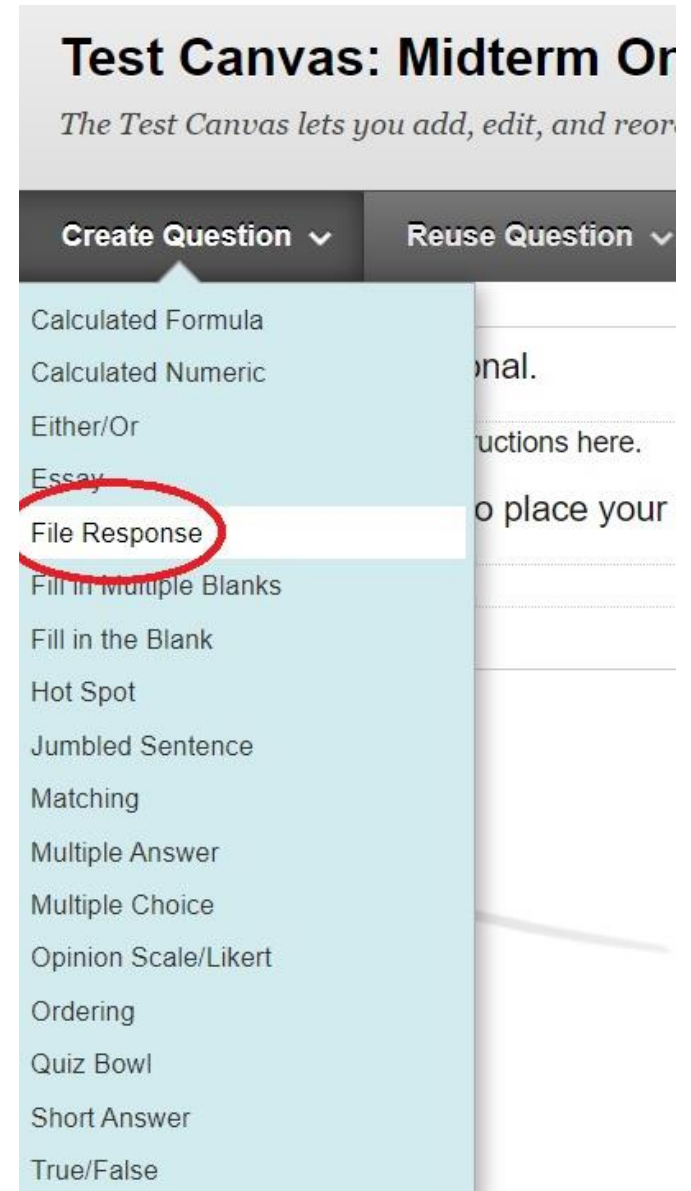 Test Canvas: Midterm
The Test Canvas lets you add, edit, and
Create Question Reuse Question
Calculated Formula
Calculated Numeric
Either/Or
Essay
File Response
Fill in Multiple Blanks
Fill in the Blank
Hot Spot
Jumbled Sentence
Matching
Multiple Answer
Multiple Choice
Opinion Scale/Likert
Ordering
Quiz Bowl
Short Answer
True/False
onal.
uctions here.
o place your